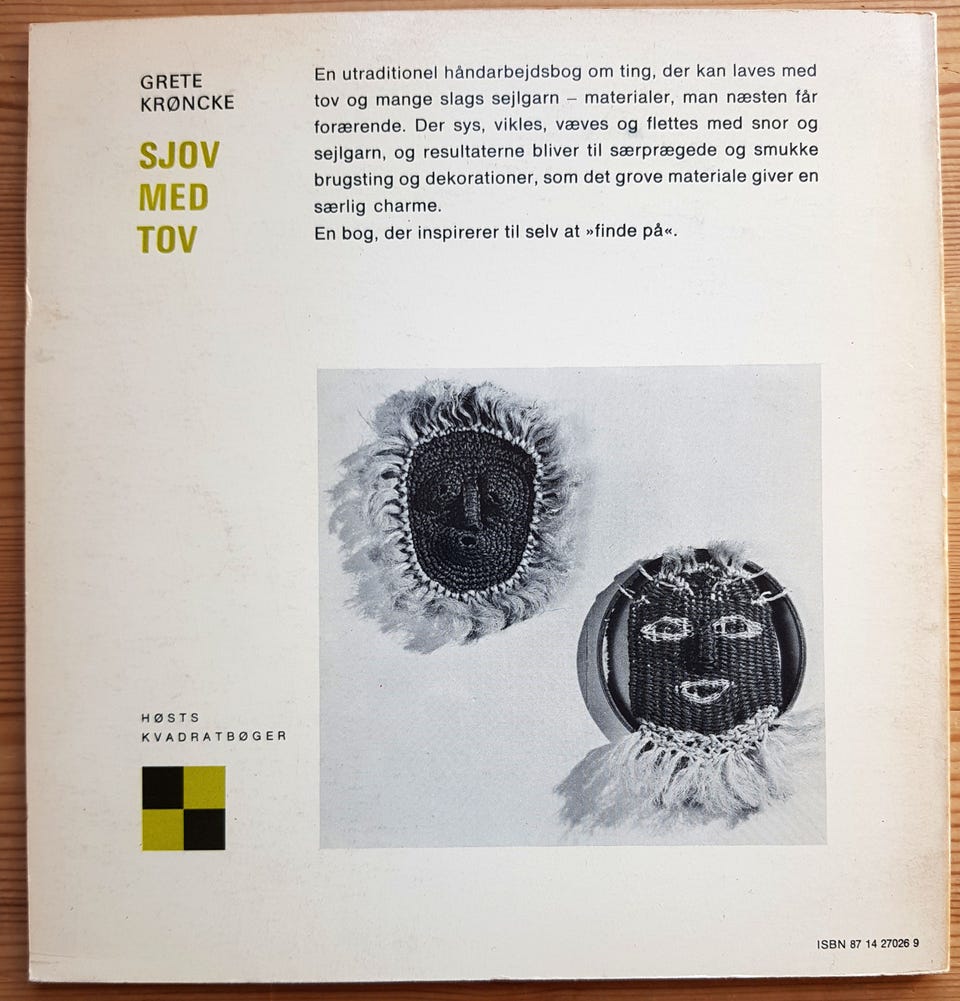 GRETE
KRØNCKE
SJOV
MED
TOV
En utraditionel håndarbejdsbog om ting, der kan laves med
tov og mange slags sejlgarn – materialer, man næsten får
forærende. Der sys, vikles, væves og flettes med snor og
sejlgarn, og resultaterne bliver til særprægede og smukke
brugsting og dekorationer, som det grove materiale giver en
særlig charme.
En bog, der inspirerer til selv at »finde på«.
HØSTS
KVADRATBØGER
ISBN 87 14 27026 9